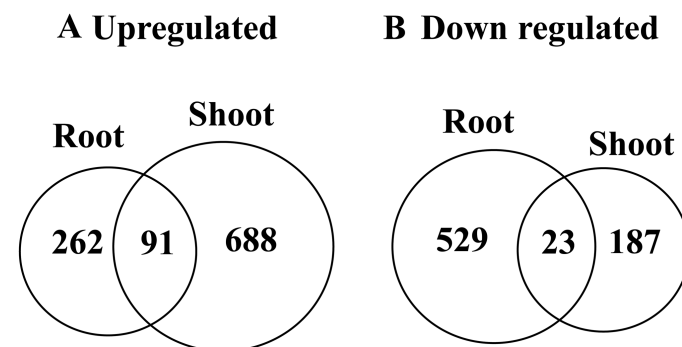 A Upregulated
B Down regulated
Root
Shoot
262 91 688
Root
Shoot
529 23 187